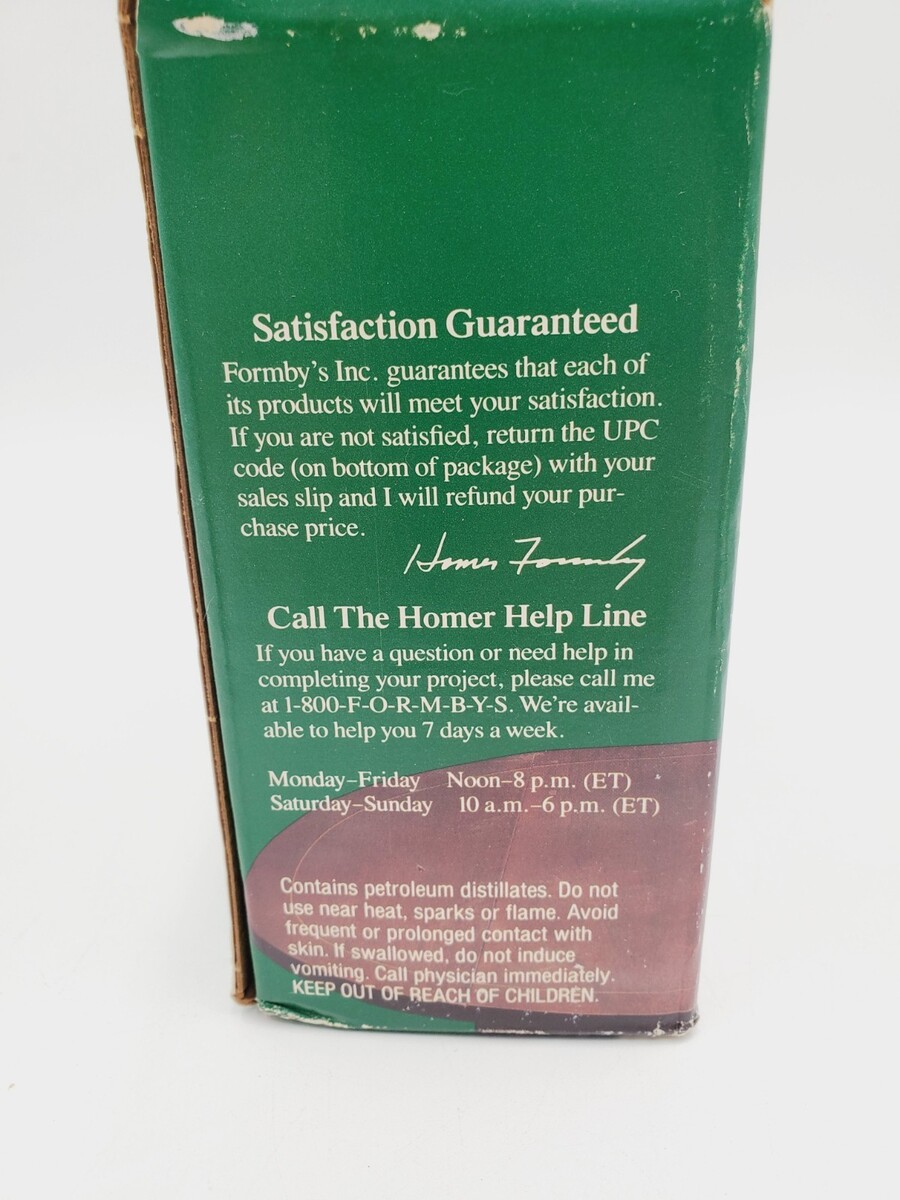 Satisfaction Guaranteed
Formby's Inc. guarantees that each of
its products will meet your satisfaction.
If you are not satisfied, return the UPC
code (on bottom of package) with your
sales slip and I will refund your pur-
chase price.
Homer Formby
Call The Homer Help Line
If you have a question or need help in
completing your project, please call me
at 1-800-F-O-R-M-B-Y-S. We're avail-
able to help you 7 days a week.
Monday–Friday Noon–8 p.m. (ET)
Saturday–Sunday 10 a.m.–6 p.m. (ET)
Contains petroleum distillates. Do not
use near heat, sparks or flame. Avoid
frequent or prolonged contact with
skin. If swallowed, do not induce
vomiting. Call physician immediately.
KEEP OUT OF REACH OF CHILDREN.